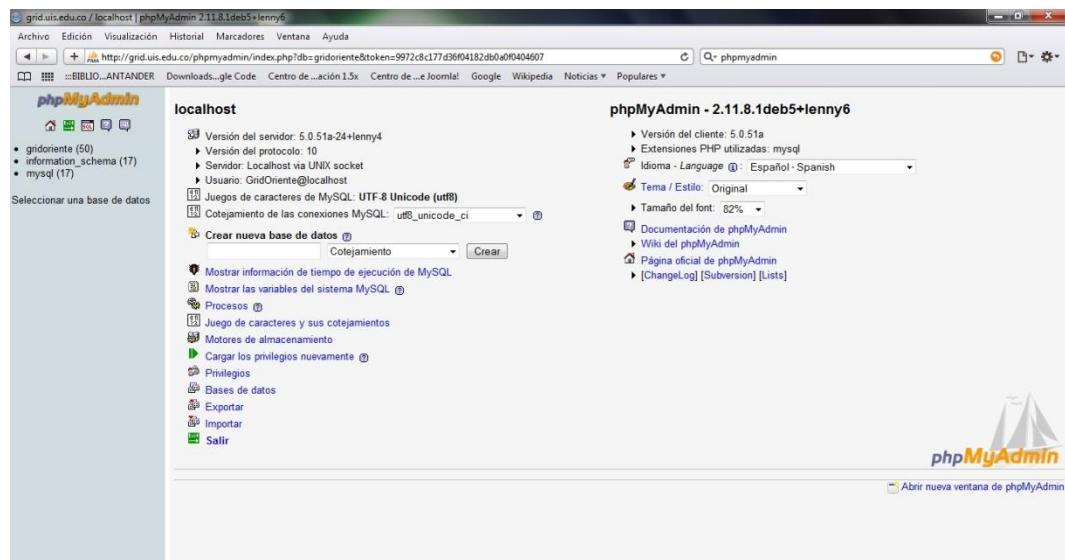 grid.uis.edu.co / localhost | phpMyAdmin 2.11.8.1deb5+lenny6
Archivo Edición Visualización Historial Marcadores Ventana Ayuda
http://grid.uis.edu.co/phpmyadmin/index.php?db=gridoriente&token=9972c8c177d36f04182db0a0f0404607
phpmyadmin
:::BIBLIO...ANTANDER Downloads...gle Code Centro de ...ación 1.5x Centro de ...e Joomla! Google Wikipedia Noticias Populares
phpMyAdmin
gridoriente (50)
information_schema (17)
mysql (17)
Seleccionar una base de datos
localhost
Versión del servidor: 5.0.51a-24+lenny4
Versión del protocolo: 10
Servidor: Localhost via UNIX socket
Usuario: GridOriente@localhost
Juegos de caracteres de MySQL: UTF-8 Unicode (utf8)
Cotejamiento de las conexiones MySQL: utf8_unicode_ci
Crear nueva base de datos
Cotejamiento Crear
Mostrar información de tiempo de ejecución de MySQL
Mostrar las variables del sistema MySQL
Procesos
Juego de caracteres y sus cotejamientos
Motores de almacenamiento
Cargar los privilegios nuevamente
Privilegios
Bases de datos
Exportar
Importar
Salir
phpMyAdmin - 2.11.8.1deb5+lenny6
Versión del cliente: 5.0.51a
Extensiones PHP utilizadas: mysql
Idioma - Language: Español - Spanish
Tema / Estilo: Original
Tamaño del font: 82%
Documentación de phpMyAdmin
Wiki del phpMyAdmin
Página oficial de phpMyAdmin
[ChangeLog] [Subversion] [Lists]
phpMyAdmin
Abrir nueva ventana de phpMyAdmin